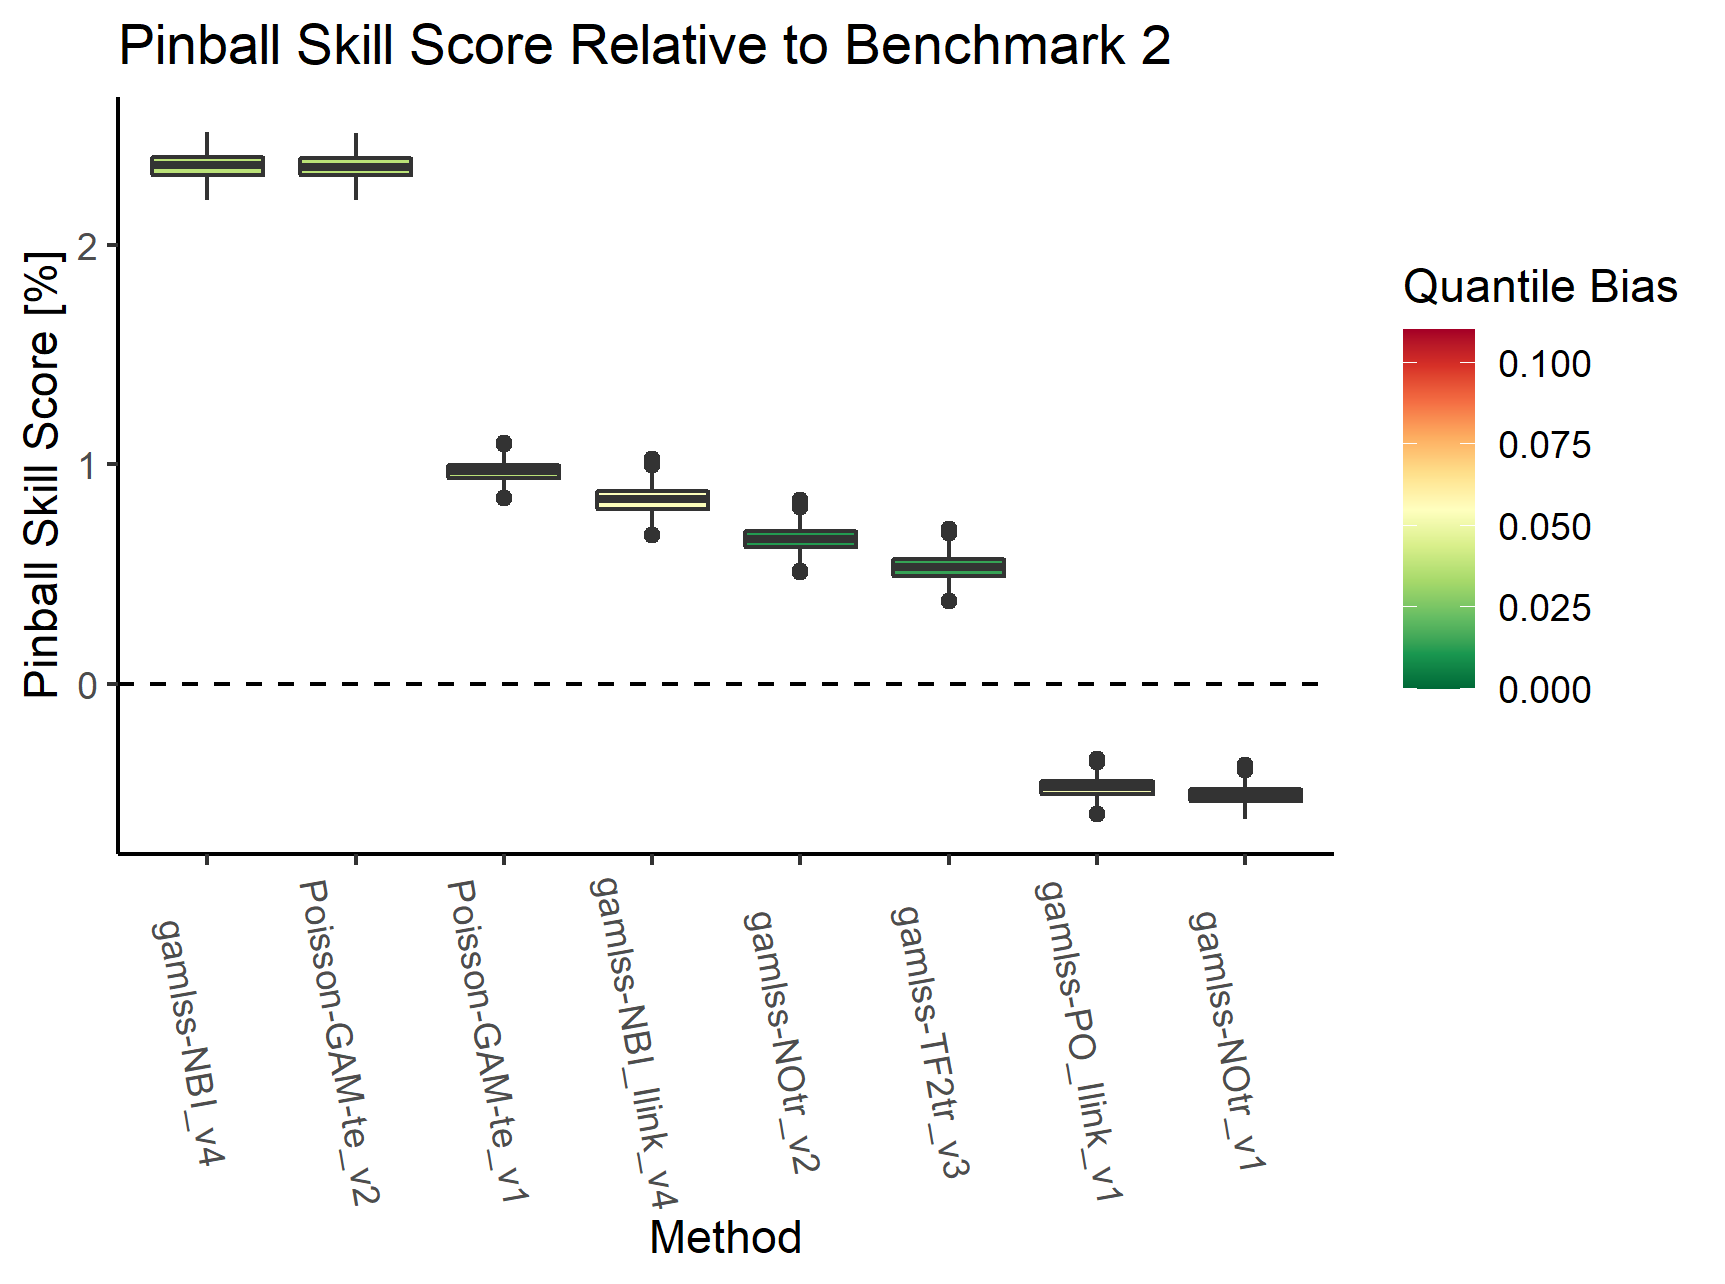 Pinball Skill Score Relative to Benchmark 2
Pinball Skill Score [%]
2
1
0
gamlss-NBI_v4
Poisson-GAM-te_v2
Poisson-GAM-te_v1
gamlss-NBI_llink_v4
gamlss-NOtr_v2
gamlss-TF2tr_v3
gamlss-PO_llink_v1
gamlss-NOtr_v1
Method
Quantile Bias
0.100
0.075
0.050
0.025
0.000